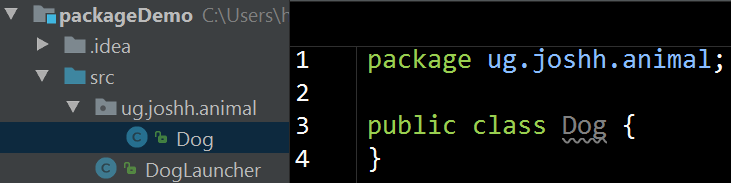 packageDemo C:\Users\h
.idea
src
ug.joshh.animal
Dog
DogLauncher
1 package ug.joshh.animal;
2
3 public class Dog {
4 }